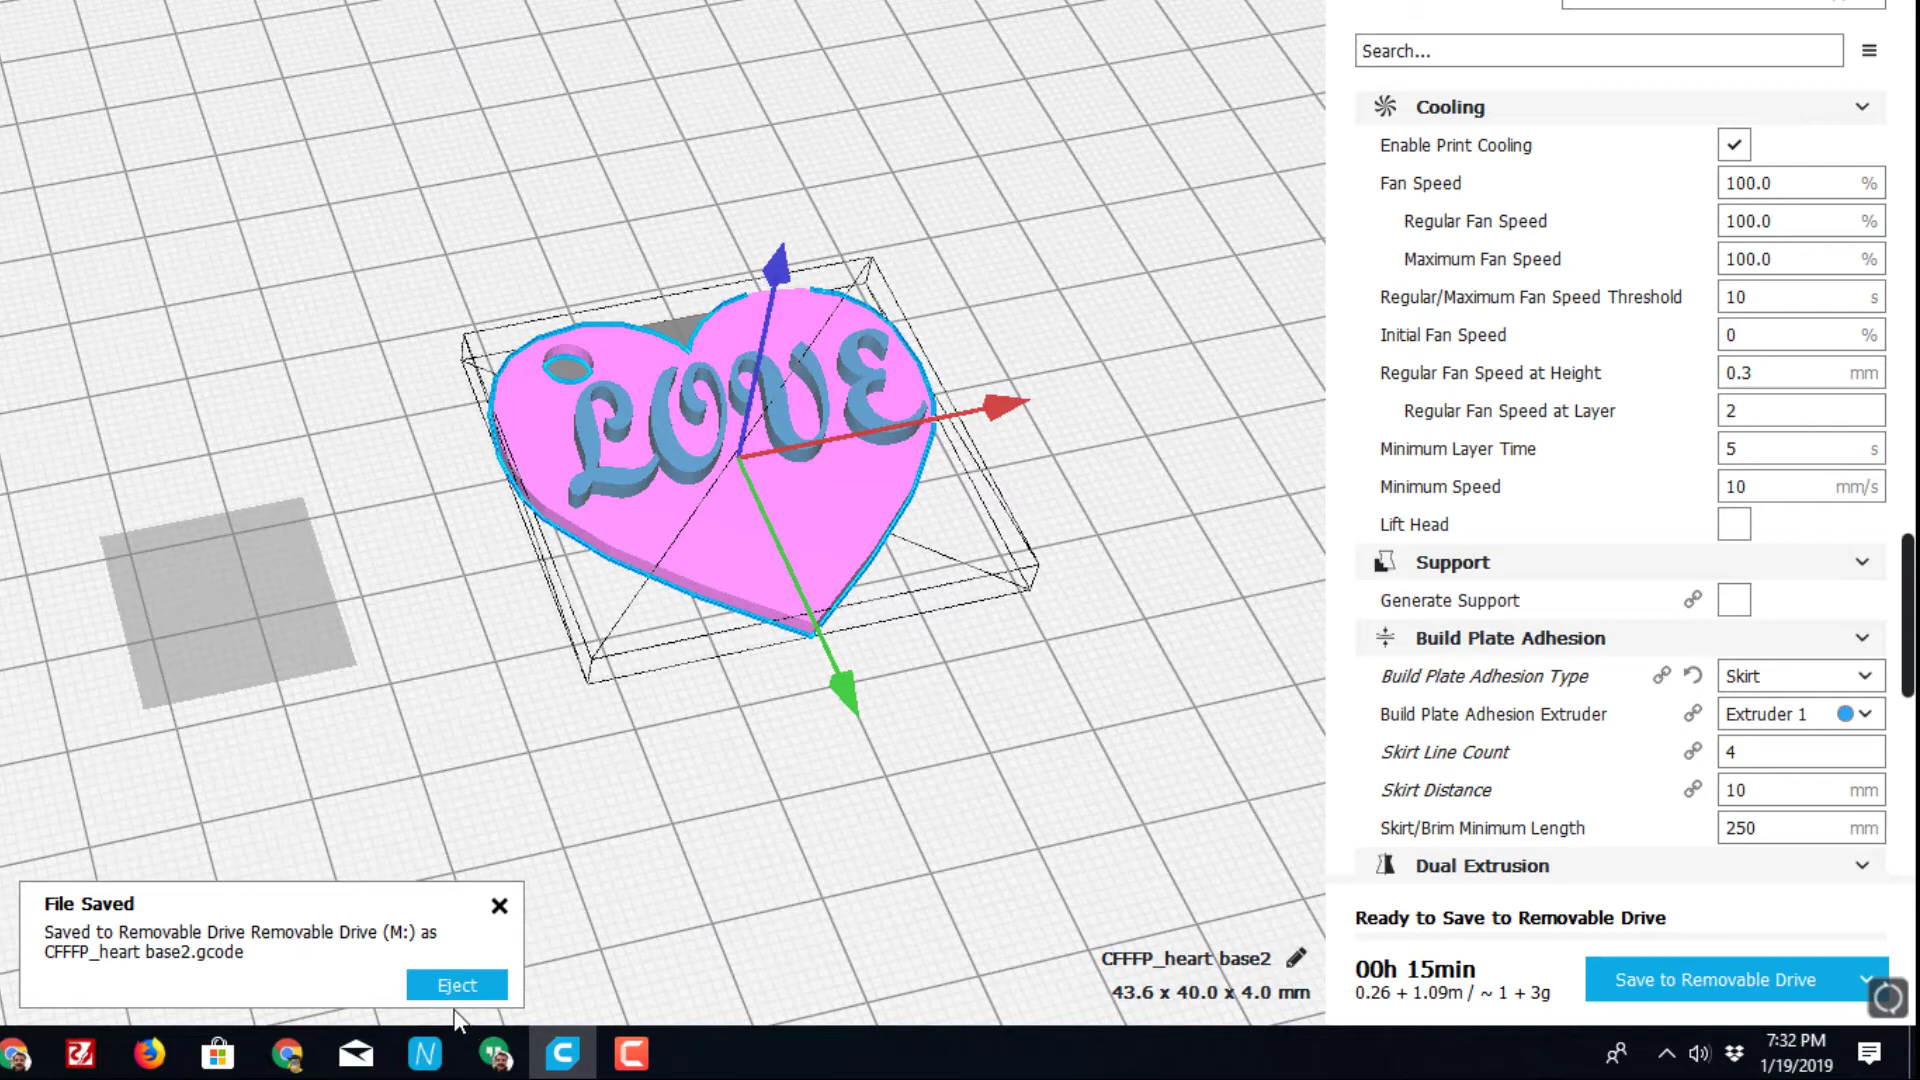 Search...
Cooling
Enable Print Cooling
Fan Speed 100.0 %
Regular Fan Speed 100.0 %
Maximum Fan Speed 100.0 %
Regular/Maximum Fan Speed Threshold 10 s
Initial Fan Speed 0 %
Regular Fan Speed at Height 0.3 mm
Regular Fan Speed at Layer 2
Minimum Layer Time 5 s
Minimum Speed 10 mm/s
Lift Head
Support
Generate Support
Build Plate Adhesion
Build Plate Adhesion Type Skirt
Build Plate Adhesion Extruder Extruder 1
Skirt Line Count 4
Skirt Distance 10 mm
Skirt/Brim Minimum Length 250 mm
Dual Extrusion
LOVE
File Saved
Saved to Removable Drive Removable Drive (M:) as
CFFFP_heart base2.gcode
Eject
CFFFP_heart base2
43.6 x 40.0 x 4.0 mm
Ready to Save to Removable Drive
00h 15min
0.26 + 1.09m / ~ 1 + 3g
Save to Removable Drive
N
C
C
7:32 PM
1/19/2019